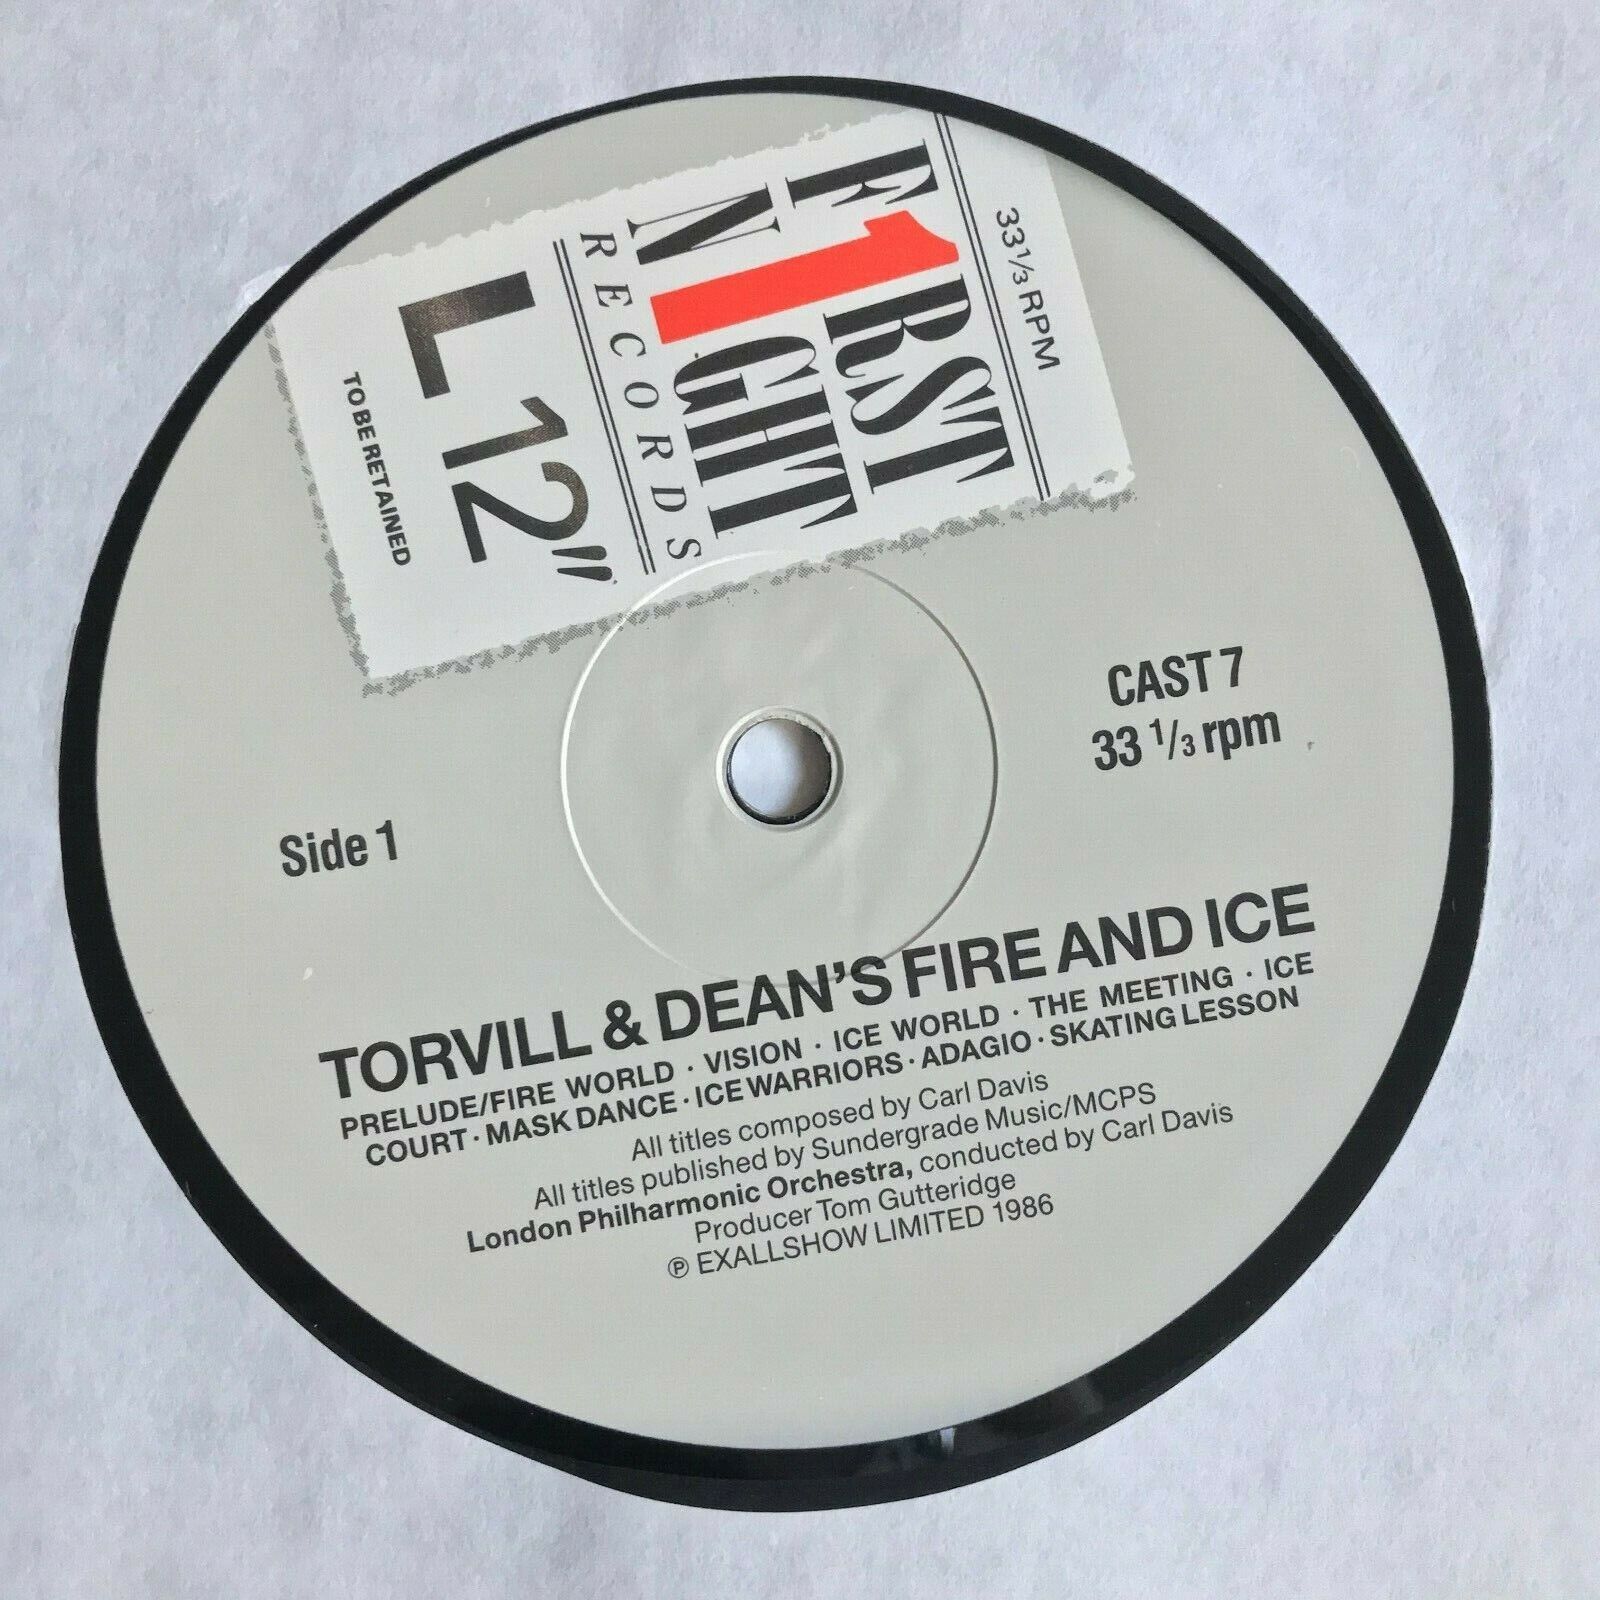 33 1/3 RPM
F1RST
N1GHT
RECORDS
L 12"
TO BE RETAINED
CAST 7
33 1/3 rpm
Side 1
TORVILL & DEAN'S FIRE AND ICE
PRELUDE/FIRE WORLD · VISION · ICE WORLD · THE MEETING · ICE
COURT · MASK DANCE · ICE WARRIORS · ADAGIO · SKATING LESSON
All titles composed by Carl Davis
All titles published by Sundergrade Music/MCPS
London Philharmonic Orchestra, conducted by Carl Davis
Producer Tom Gutteridge
℗ EXALLSHOW LIMITED 1986